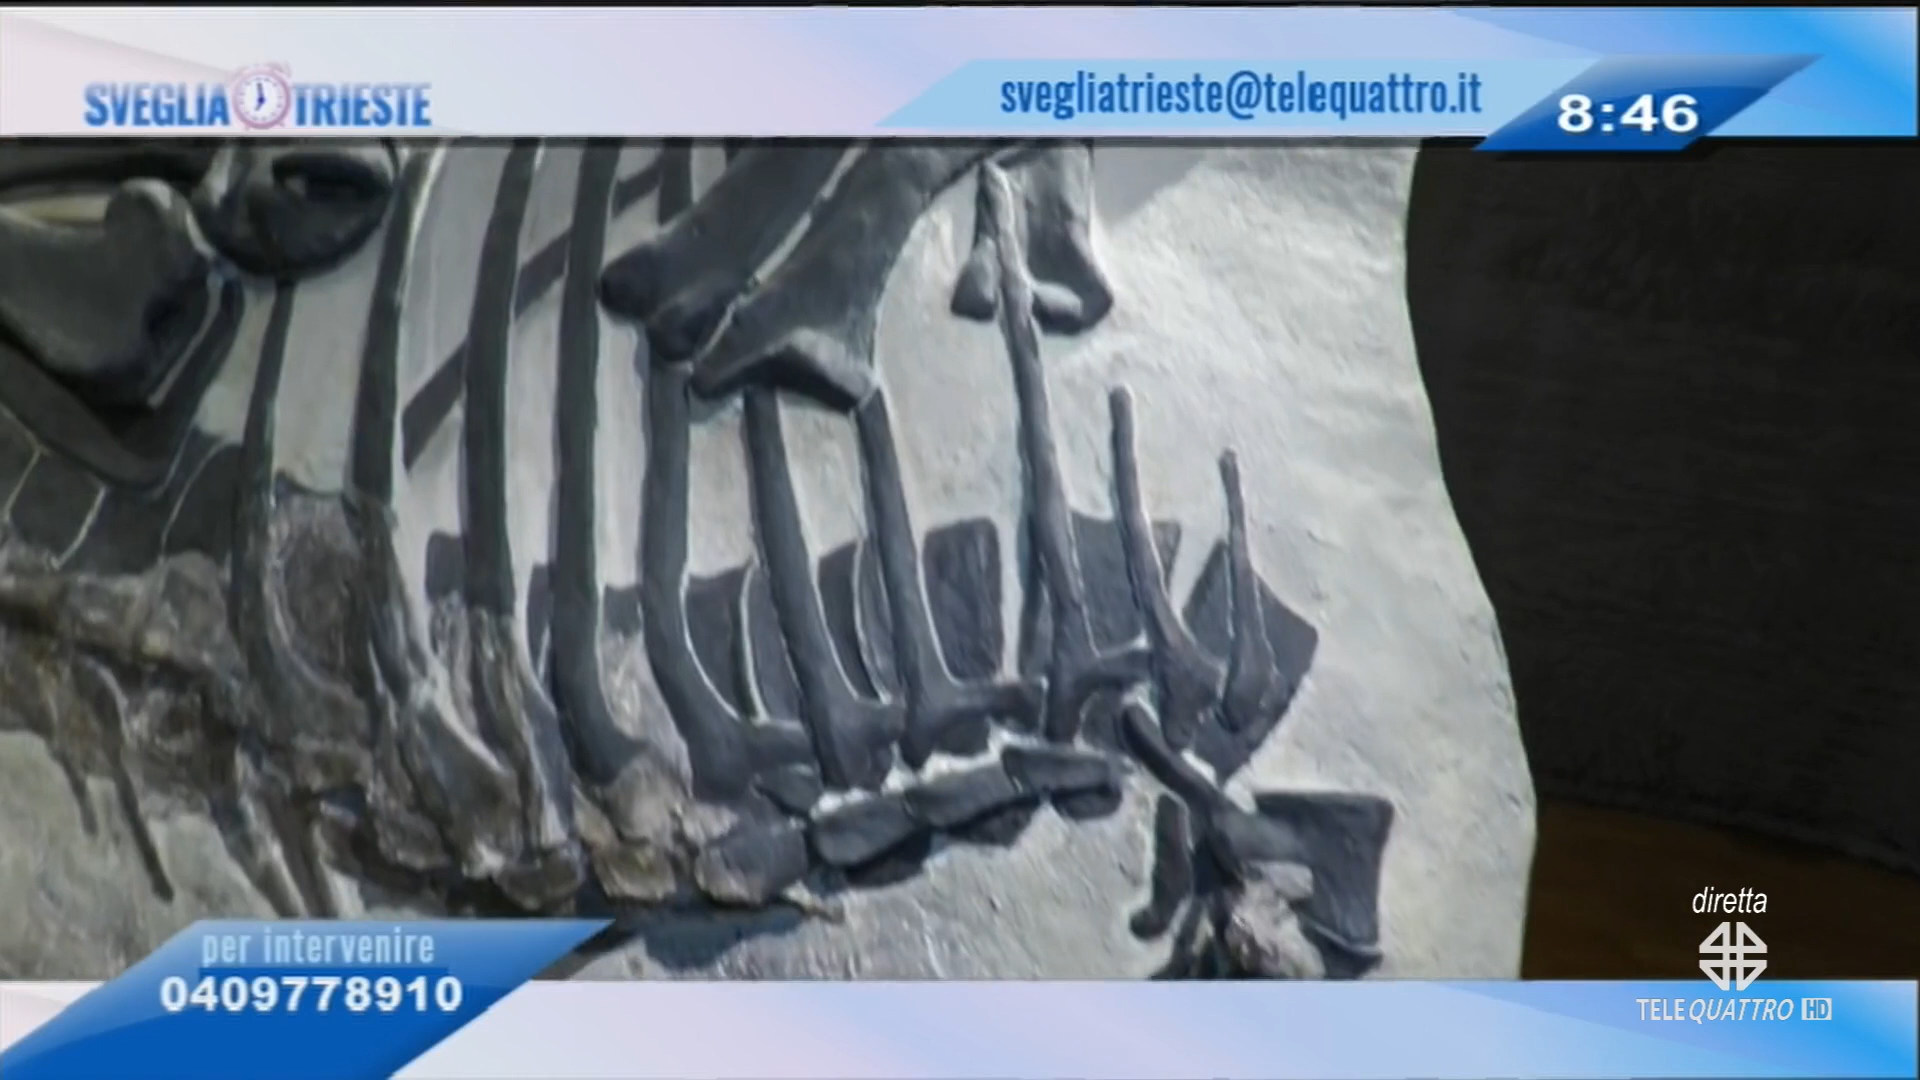 SVEGLIA TRIESTE
svegliatrieste@telequattro.it
8:46
per intervenire
0409778910
diretta
TELEQUATTRO HD